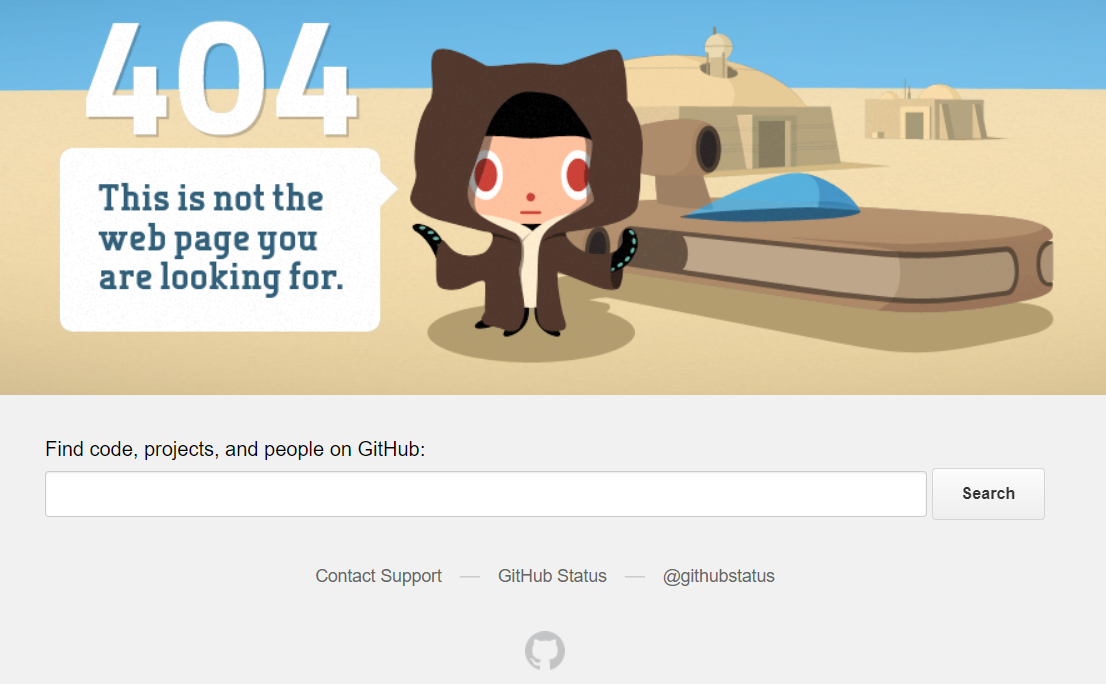 404
This is not the
web page you
are looking for.
Find code, projects, and people on GitHub:
Search
Contact Support — GitHub Status — @githubstatus